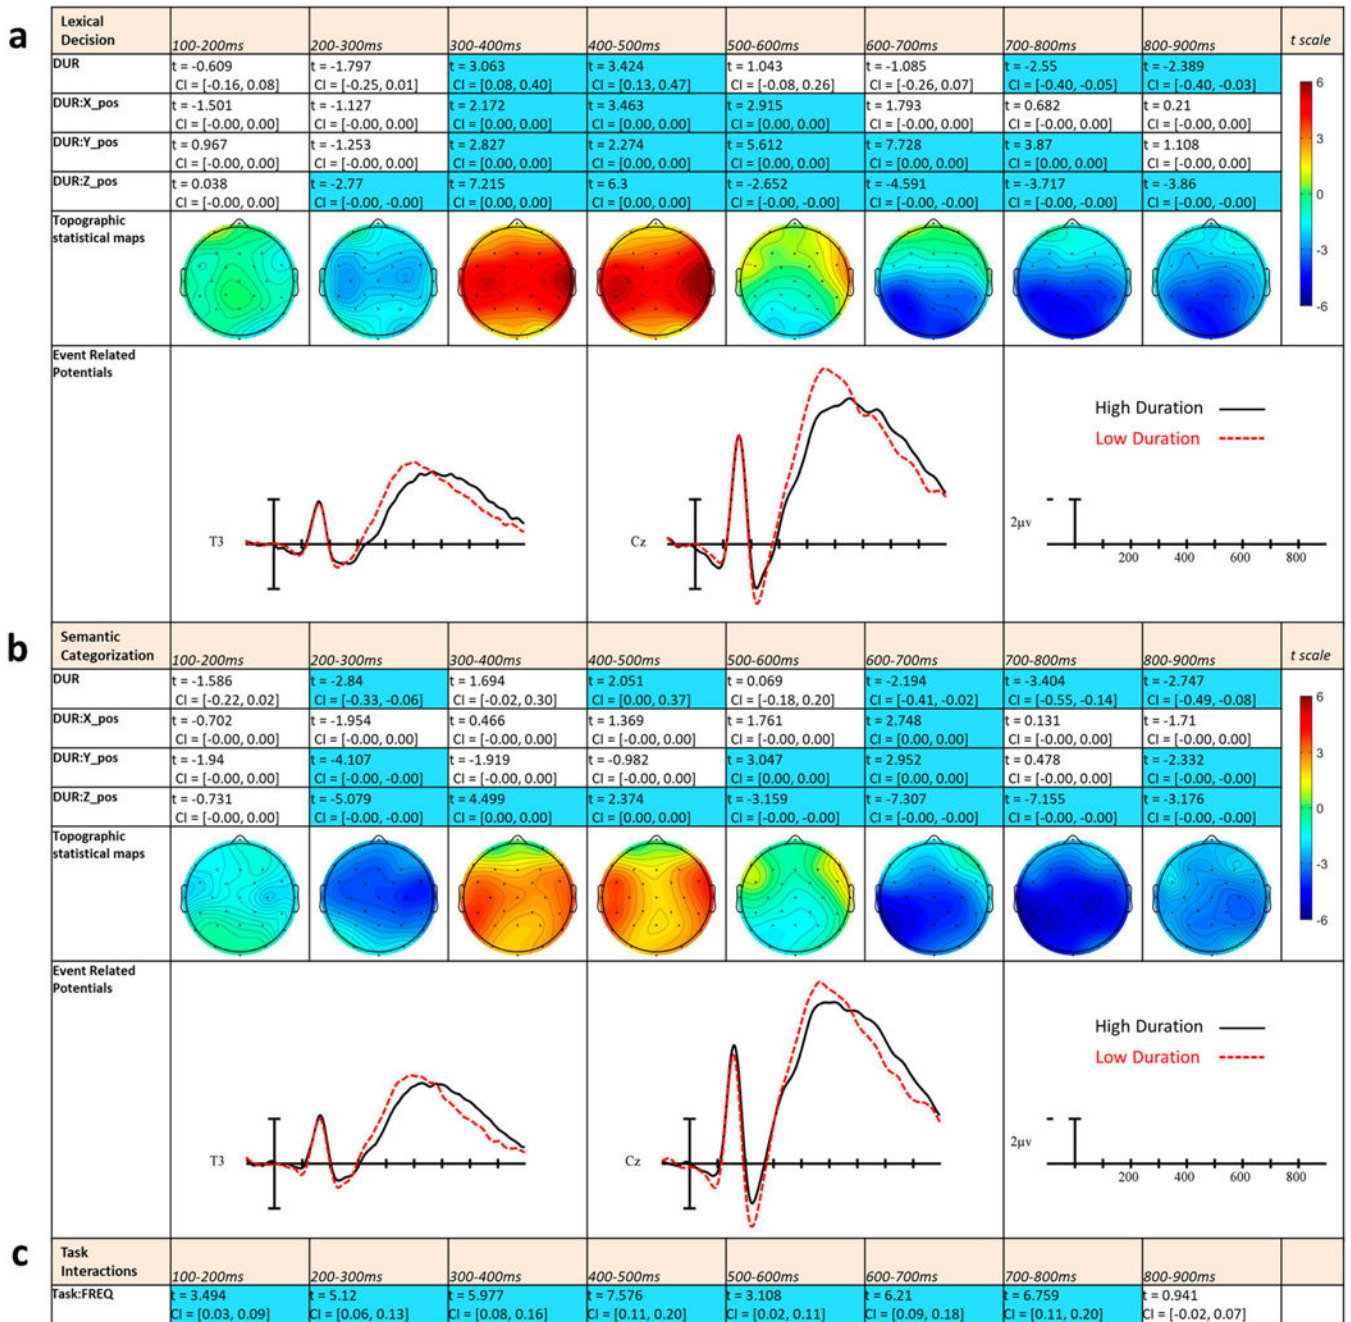 a
Lexical
Decision
100-200ms 200-300ms 300-400ms 400-500ms 500-600ms 600-700ms 700-800ms 800-900ms t scale
DUR t = -0.609 t = -1.797 t = 3.063 t = 3.424 t = 1.043 t = -1.085 t = -2.55 t = -2.389
CI = [-0.16, 0.08] CI = [-0.25, 0.01] CI = [0.08, 0.40] CI = [0.13, 0.47] CI = [-0.08, 0.26] CI = [-0.26, 0.07] CI = [-0.40, -0.05] CI = [-0.40, -0.03]
DUR:X_pos t = -1.501 t = -1.127 t = 2.172 t = 3.463 t = 2.915 t = 1.793 t = 0.682 t = 0.21
CI = [-0.00, 0.00] CI = [-0.00, 0.00] CI = [0.00, 0.00] CI = [0.00, 0.00] CI = [0.00, 0.00] CI = [-0.00, 0.00] CI = [-0.00, 0.00] CI = [-0.00, 0.00]
DUR:Y_pos t = 0.967 t = -1.253 t = 2.827 t = 2.274 t = 5.612 t = 7.728 t = 3.87 t = 1.108
CI = [-0.00, 0.00] CI = [-0.00, 0.00] CI = [0.00, 0.00] CI = [0.00, 0.00] CI = [0.00, 0.00] CI = [0.00, 0.00] CI = [0.00, 0.00] CI = [-0.00, 0.00]
DUR:Z_pos t = 0.038 t = -2.77 t = 7.215 t = 6.3 t = -2.652 t = -4.591 t = -3.717 t = -3.86
CI = [-0.00, 0.00] CI = [-0.00, -0.00] CI = [0.00, 0.00] CI = [0.00, 0.00] CI = [-0.00, -0.00] CI = [-0.00, -0.00] CI = [-0.00, -0.00] CI = [-0.00, -0.00]
Topographic
statistical maps
6
3
0
-3
-6
Event Related
Potentials
High Duration
Low Duration
T3
Cz
2μv
200 400 600 800
b
Semantic
Categorization
100-200ms 200-300ms 300-400ms 400-500ms 500-600ms 600-700ms 700-800ms 800-900ms t scale
DUR t = -1.586 t = -2.84 t = 1.694 t = 2.051 t = 0.069 t = -2.194 t = -3.404 t = -2.747
CI = [-0.22, 0.02] CI = [-0.33, -0.06] CI = [-0.02, 0.30] CI = [0.00, 0.37] CI = [-0.18, 0.20] CI = [-0.41, -0.02] CI = [-0.55, -0.14] CI = [-0.49, -0.08]
DUR:X_pos t = -0.702 t = -1.954 t = 0.466 t = 1.369 t = 1.761 t = 2.748 t = 0.131 t = -1.71
CI = [-0.00, 0.00] CI = [-0.00, 0.00] CI = [-0.00, 0.00] CI = [-0.00, 0.00] CI = [-0.00, 0.00] CI = [0.00, 0.00] CI = [-0.00, 0.00] CI = [-0.00, 0.00]
DUR:Y_pos t = -1.94 t = -4.107 t = -1.919 t = -0.982 t = 3.047 t = 2.952 t = 0.478 t = -2.332
CI = [-0.00, 0.00] CI = [-0.00, -0.00] CI = [-0.00, 0.00] CI = [-0.00, 0.00] CI = [0.00, 0.00] CI = [0.00, 0.00] CI = [-0.00, 0.00] CI = [-0.00, -0.00]
DUR:Z_pos t = -0.731 t = -5.079 t = 4.499 t = 2.374 t = -3.159 t = -7.307 t = -7.155 t = -3.176
CI = [-0.00, 0.00] CI = [-0.00, -0.00] CI = [0.00, 0.00] CI = [0.00, 0.00] CI = [-0.00, -0.00] CI = [-0.00, -0.00] CI = [-0.00, -0.00] CI = [-0.00, -0.00]
Topographic
statistical maps
6
3
0
-3
-6
Event Related
Potentials
High Duration
Low Duration
T3
Cz
2μv
200 400 600 800
c
Task
Interactions
100-200ms 200-300ms 300-400ms 400-500ms 500-600ms 600-700ms 700-800ms 800-900ms
Task:FREQ t = 3.494 t = 5.12 t = 5.977 t = 7.576 t = 3.108 t = 6.21 t = 6.759 t = 0.941
CI = [0.03, 0.09] CI = [0.06, 0.13] CI = [0.08, 0.16] CI = [0.11, 0.20] CI = [0.02, 0.11] CI = [0.09, 0.18] CI = [0.11, 0.20] CI = [-0.02, 0.07]